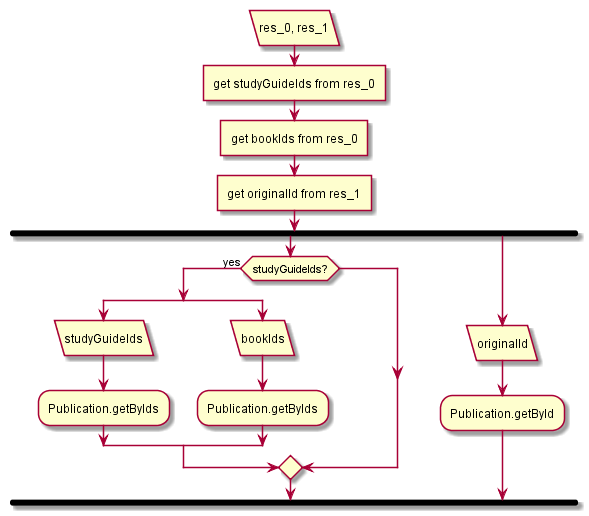 res_0, res_1
get studyGuideIds from res_0
get bookIds from res_0
get originalId from res_1
yes
studyGuideIds?
studyGuideIds
bookIds
originalId
Publication.getByIds
Publication.getByIds
Publication.getById